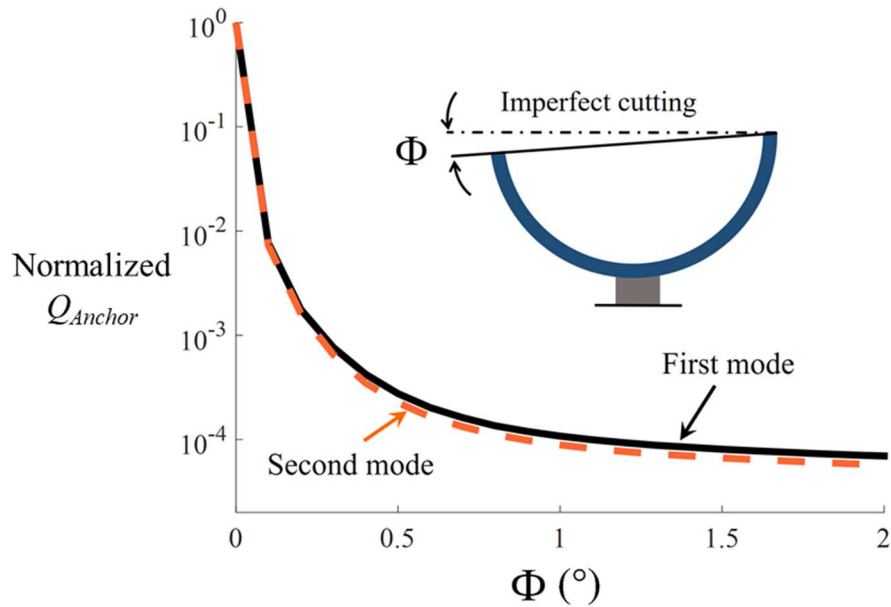 10^0
10^-1
10^-2
10^-3
10^-4
Normalized
Q_Anchor
Imperfect cutting
Φ
First mode
Second mode
0
0.5
1
1.5
2
Φ (°)